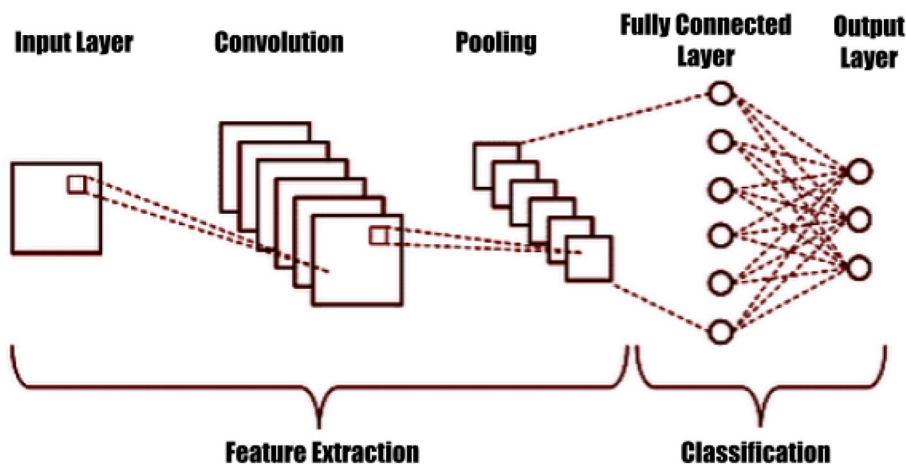 Input Layer
Convolution
Pooling
Fully Connected
Layer
Output
Layer
Feature Extraction
Classification